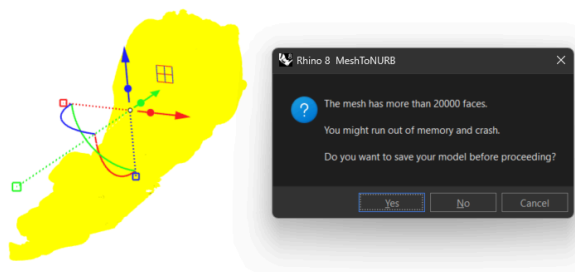 Rhino 8 MeshToNURB
The mesh has more than 20000 faces.
You might run out of memory and crash.
Do you want to save your model before proceeding?
Yes
No
Cancel